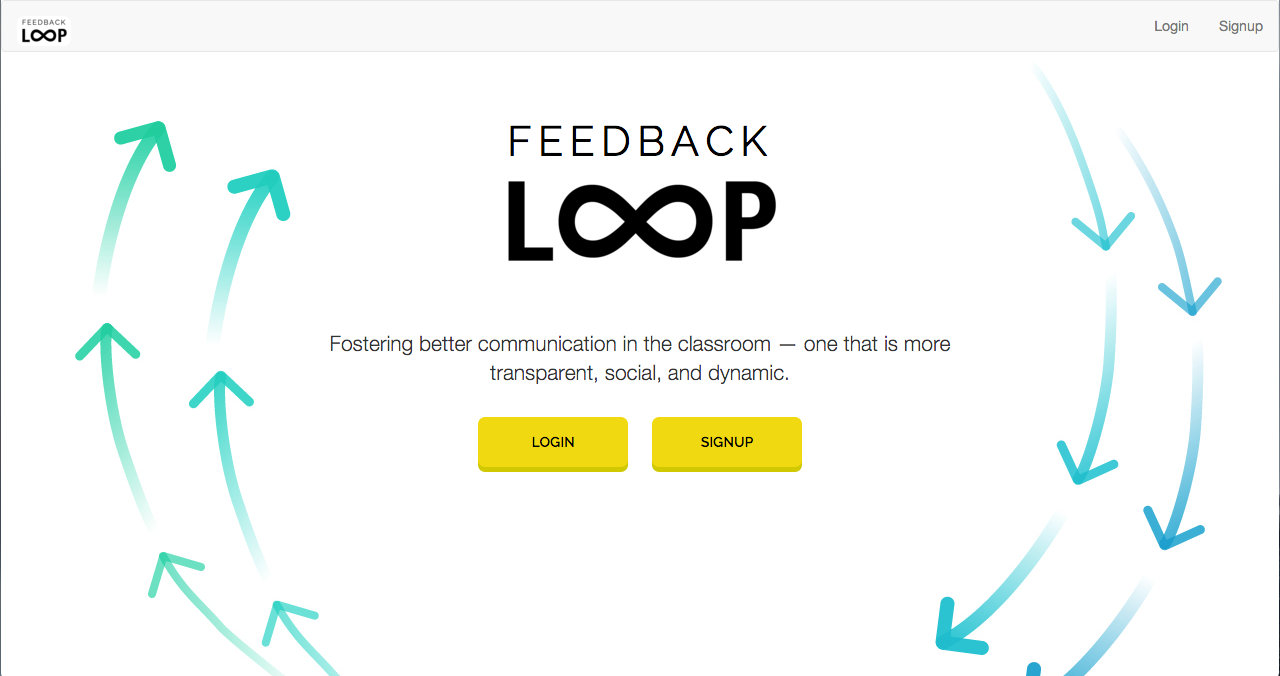 FEEDBACK
LOOP
Login
Signup
FEEDBACK
LOOP
Fostering better communication in the classroom — one that is more
transparent, social, and dynamic.
LOGIN
SIGNUP